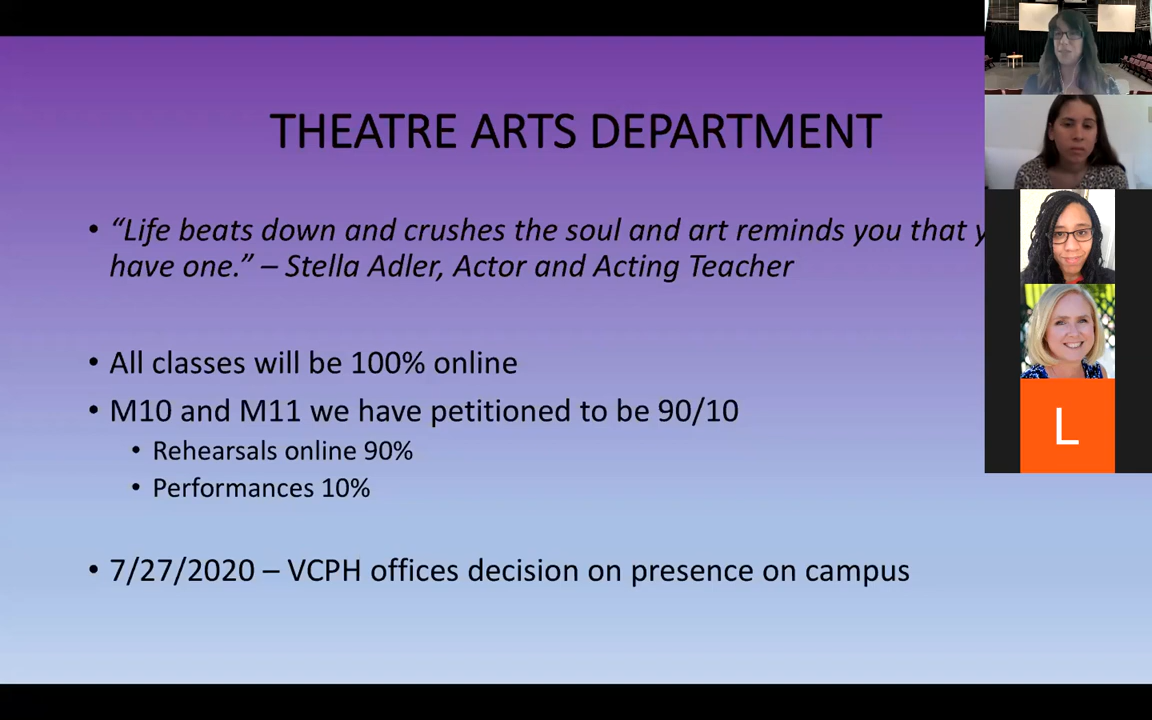 THEATRE ARTS DEPARTMENT
• “Life beats down and crushes the soul and art reminds you that
have one.” – Stella Adler, Actor and Acting Teacher
• All classes will be 100% online
• M10 and M11 we have petitioned to be 90/10
• Rehearsals online 90%
• Performances 10%
• 7/27/2020 – VCPH offices decision on presence on campus
L